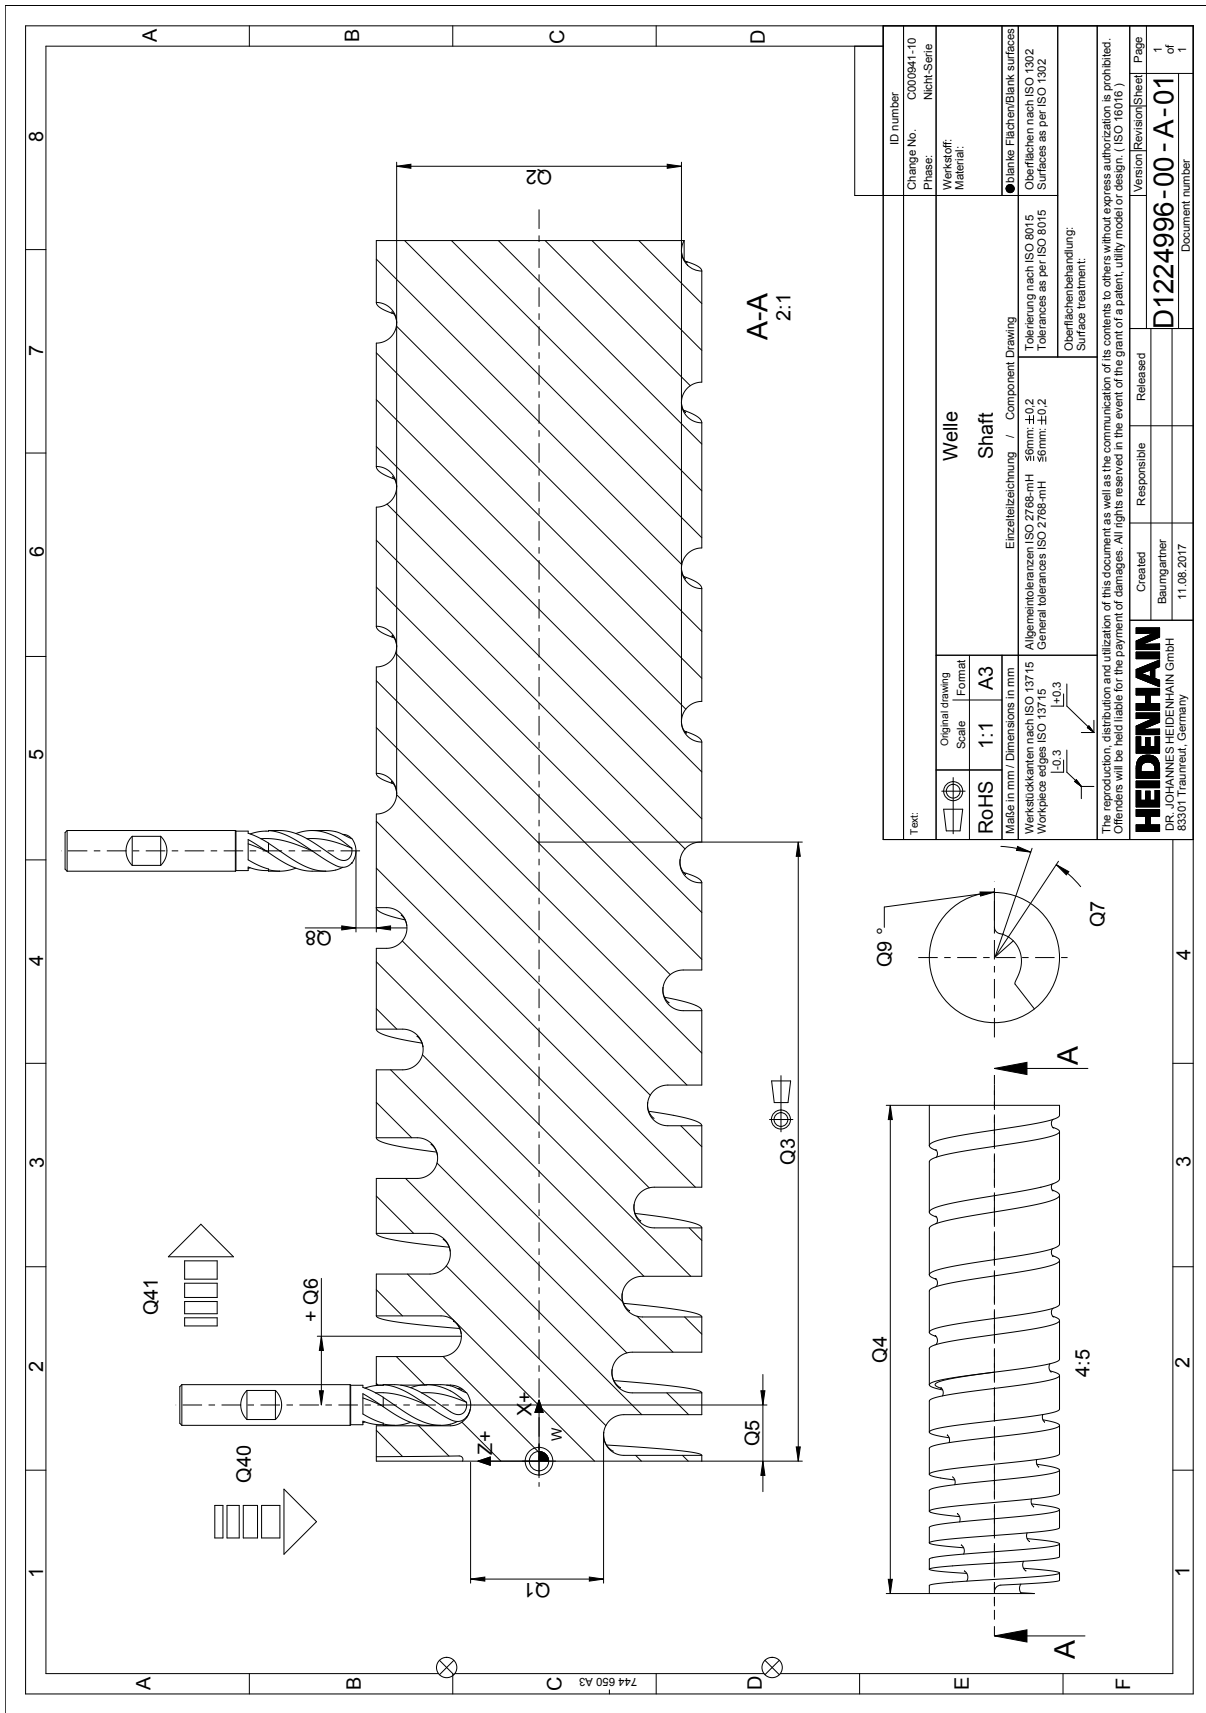 1
2
3
4
5
6
7
8
A
B
C
D
A
B
C
D
E
F
1
2
3
4
744 650 A3
Q40
Q41
+ Q6
Q8
Q1
Q2
Z+
X+
W
Q5
Q3
A-A
2:1
Q4
4:5
A
A
Q9 °
Q7
ID number
Text:
Change No. C000941-10
Phase: Nicht-Serie
Original drawing
Scale
Format
RoHS
1:1
A3
Welle
Shaft
Werkstoff:
Material:
Maße in mm / Dimensions in mm
Einzelteilzeichnung / Component Drawing
blanke Flächen/Blank surfaces
Werkstückkanten nach ISO 13715
Workpiece edges ISO 13715
-0.3
+0.3
Allgemeintoleranzen ISO 2768-mH ≤6mm: ±0,2
General tolerances ISO 2768-mH ≤6mm: ±0,2
Tolerierung nach ISO 8015
Tolerances as per ISO 8015
Oberflächen nach ISO 1302
Surfaces as per ISO 1302
Oberflächenbehandlung:
Surface treatment:
The reproduction, distribution and utilization of this document as well as the communication of its contents to others without express authorization is prohibited.
Offenders will be held liable for the payment of damages. All rights reserved in the event of the grant of a patent, utility model or design. ( ISO 16016 )
HEIDENHAIN
DR. JOHANNES HEIDENHAIN GmbH
83301 Traunreut, Germany
Created
Responsible
Released
Version
Revision
Sheet
Page
Baumgartner
11.08.2017
D1224996-00-A-01
1
of
1
Document number